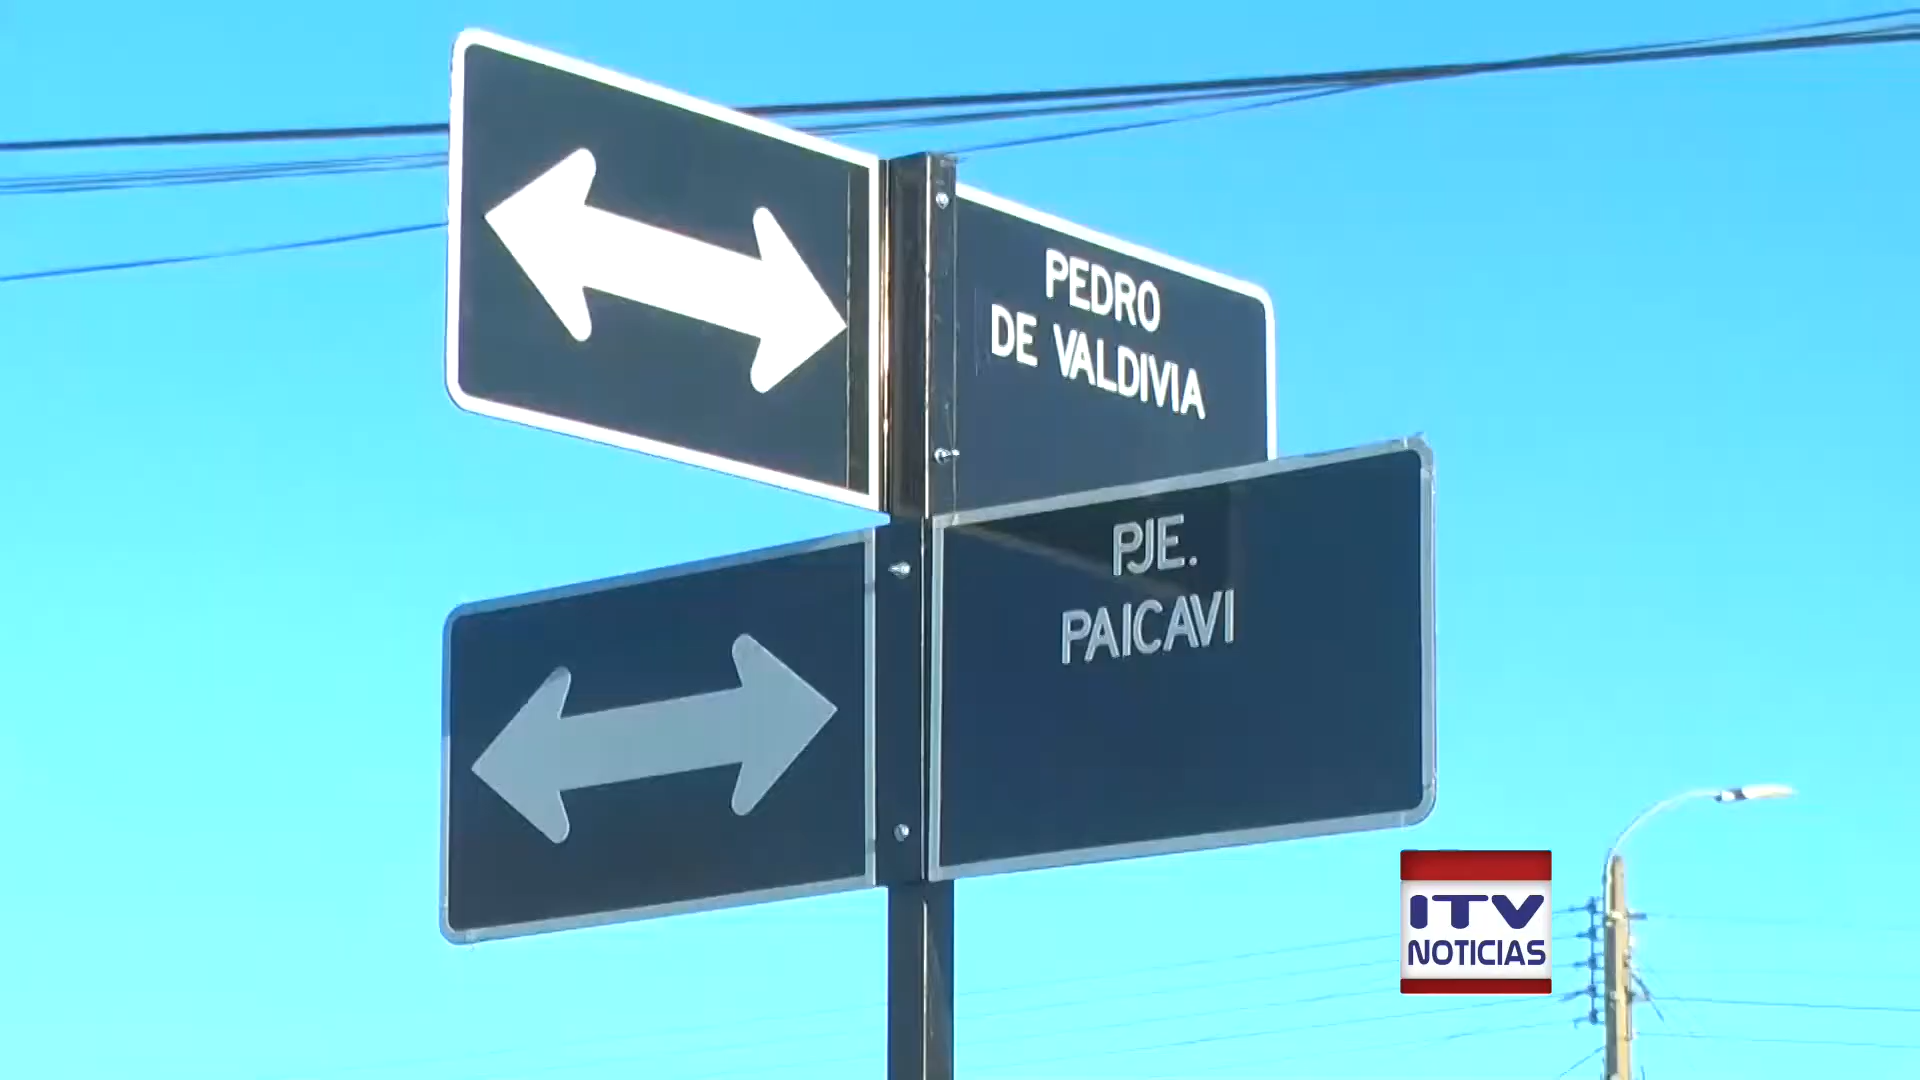 PEDRO
DE VALDIVIA
PJE.
PAICAVI
ITV
NOTICIAS